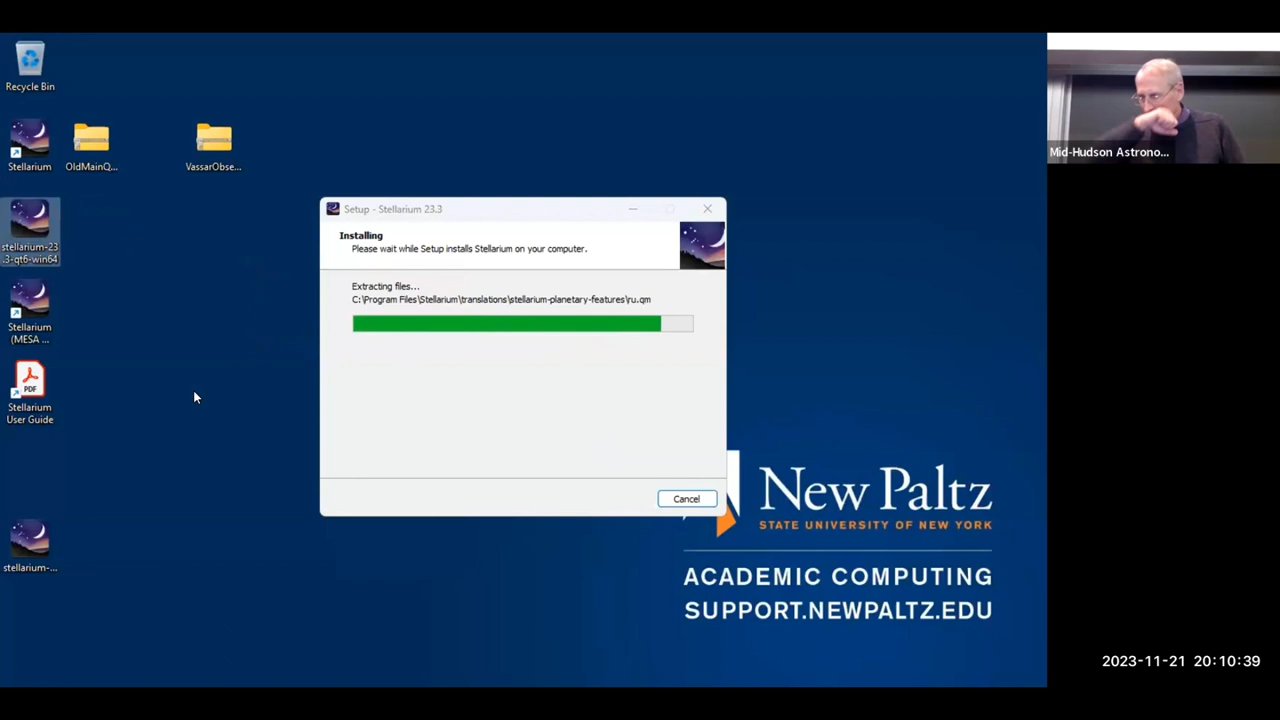 Recycle Bin
Stellarium
OldMainQ...
VassarObse...
stellarium-23
.3-qt6-win64
Stellarium
(MESA ...
Stellarium
User Guide
stellarium-...
Setup - Stellarium 23.3
Installing
Please wait while Setup installs Stellarium on your computer.
Extracting files...
C:\Program Files\Stellarium\translations\stellarium-planetary-features\ru.qm
Cancel
PDF
New Paltz
STATE UNIVERSITY OF NEW YORK
ACADEMIC COMPUTING
SUPPORT.NEWPALTZ.EDU
Mid-Hudson Astrono...
2023-11-21 20:10:39